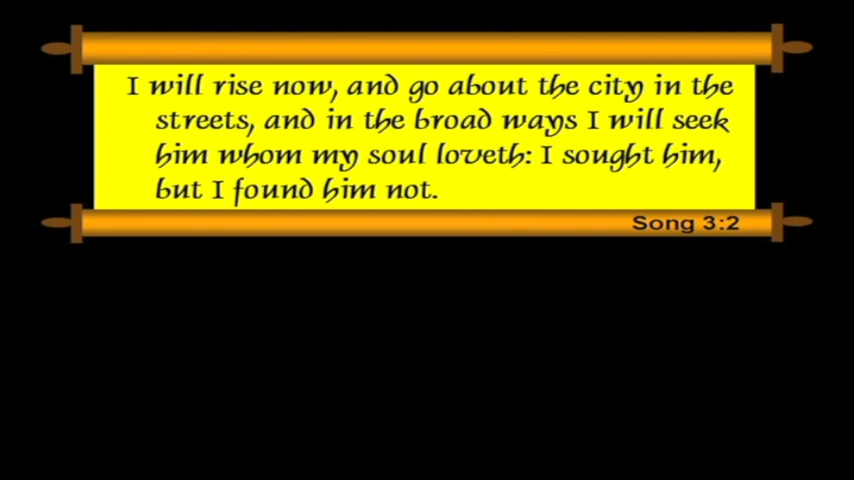 I will rise now, and go about the city in the
streets, and in the broad ways I will seek
him whom my soul loveth: I sought him,
but I found him not.
Song 3:2